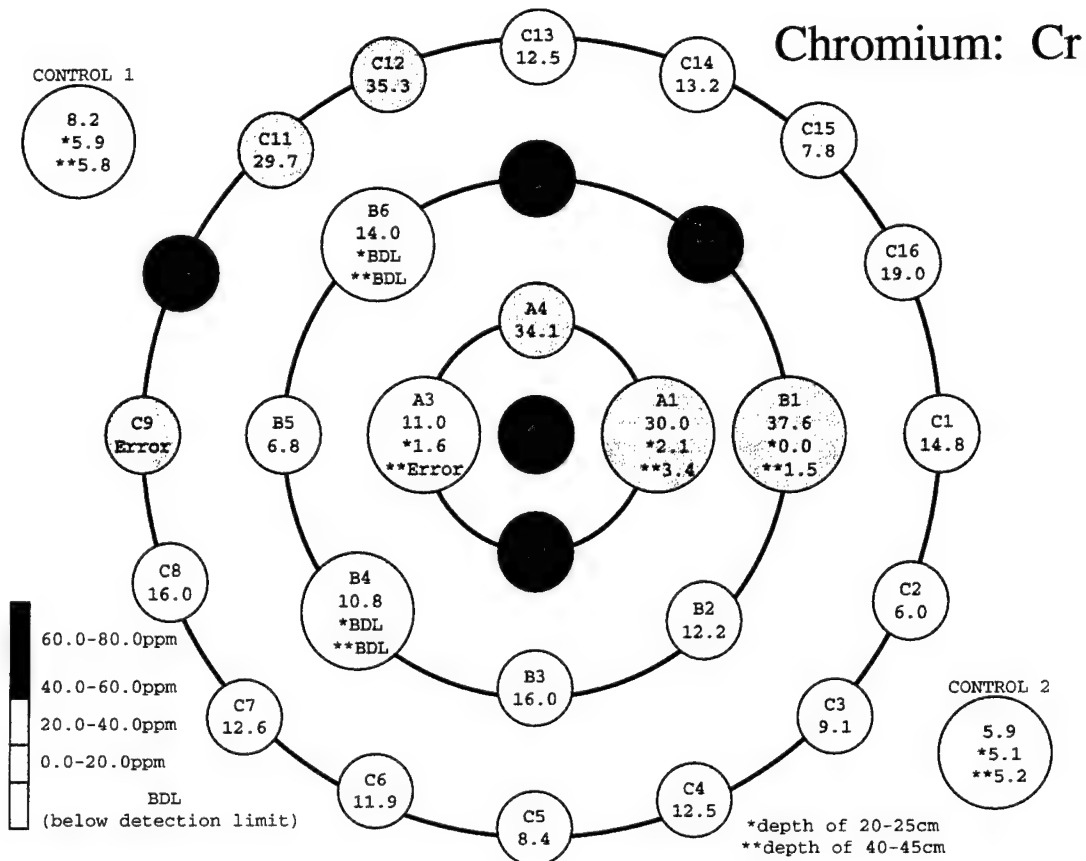 Chromium: Cr
CONTROL 1
8.2
*5.9
**5.8
C13
12.5
C12
35.3
C14
13.2
C11
29.7
C15
7.8
B6
14.0
*BDL
**BDL
C16
19.0
A4
34.1
C9
Error
B5
6.8
A3
11.0
*1.6
**Error
A1
30.0
*2.1
**3.4
B1
37.6
*0.0
**1.5
C1
14.8
C8
16.0
B4
10.8
*BDL
**BDL
B2
12.2
C2
6.0
B3
16.0
C7
12.6
C3
9.1
C6
11.9
C5
8.4
C4
12.5
CONTROL 2
5.9
*5.1
**5.2
60.0-80.0ppm
40.0-60.0ppm
20.0-40.0ppm
0.0-20.0ppm
BDL
(below detection limit)
*depth of 20-25cm
**depth of 40-45cm